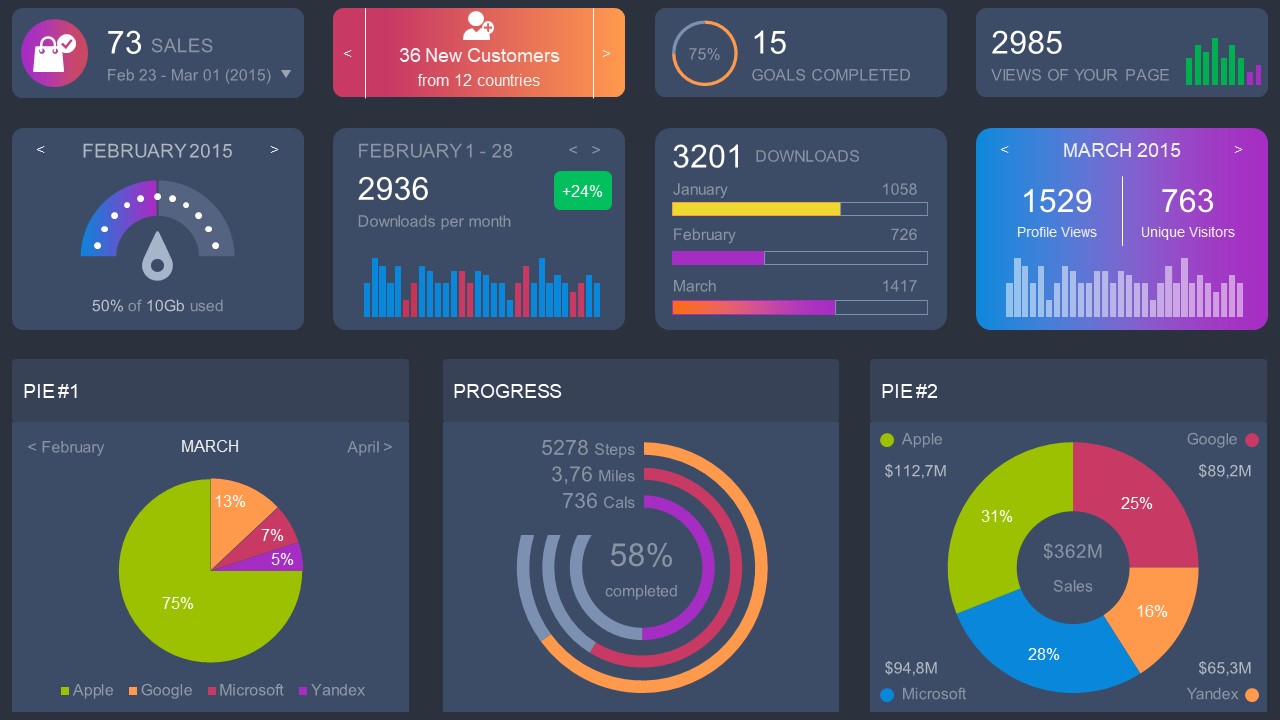 73 SALES
Feb 23 - Mar 01 (2015)
<
36 New Customers
from 12 countries
>
75%
15
GOALS COMPLETED
2985
VIEWS OF YOUR PAGE
< FEBRUARY 2015 >
50% of 10Gb used
FEBRUARY 1 - 28 < >
2936
+24%
Downloads per month
3201 DOWNLOADS
January 1058
February 726
March 1417
< MARCH 2015 >
1529 763
Profile Views Unique Visitors
PIE #1
< February MARCH April >
13%
7%
5%
75%
Apple Google Microsoft Yandex
PROGRESS
5278 Steps
3,76 Miles
736 Cals
58%
completed
PIE #2
Apple Google
$112,7M $89,2M
25%
31%
$362M
Sales
16%
28%
$94,8M $65,3M
Microsoft Yandex